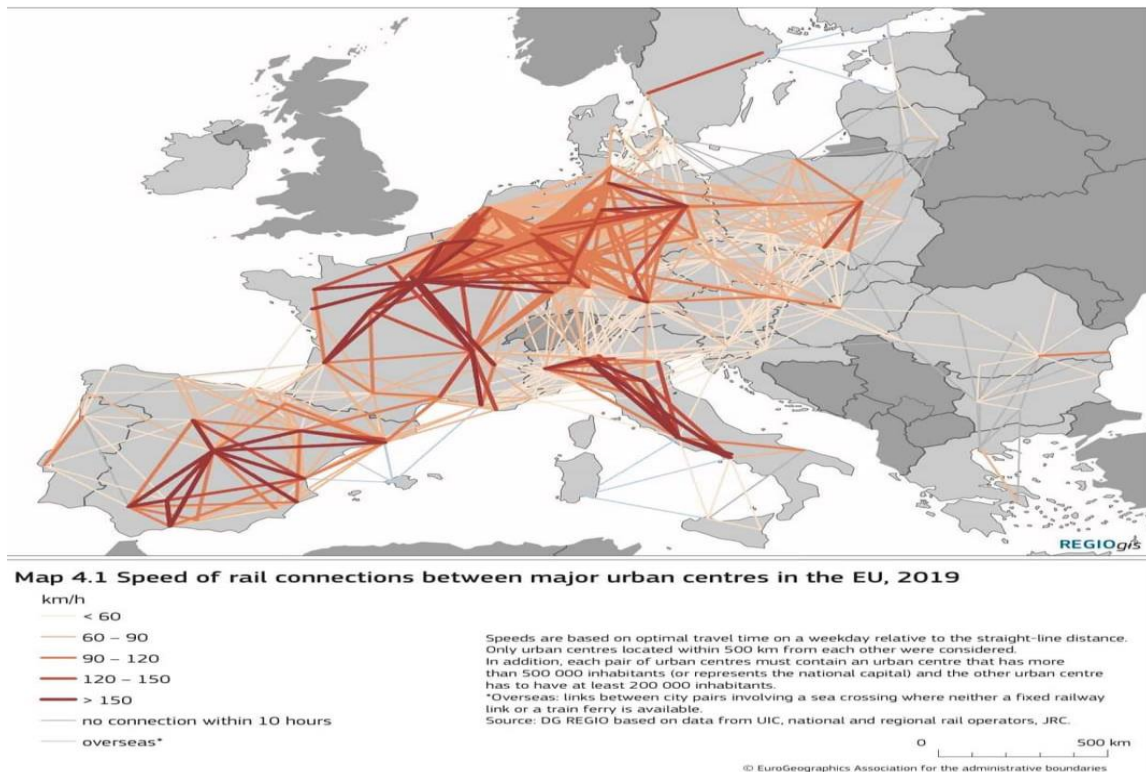 REGIOgis
Map 4.1 Speed of rail connections between major urban centres in the EU, 2019
km/h
< 60
60 – 90
90 – 120
120 – 150
> 150
no connection within 10 hours
overseas*
Speeds are based on optimal travel time on a weekday relative to the straight-line distance.
Only urban centres located within 500 km from each other were considered.
In addition, each pair of urban centres must contain an urban centre that has more
than 500 000 inhabitants (or represents the national capital) and the other urban centre
has to have at least 200 000 inhabitants.
*Overseas: links between city pairs involving a sea crossing where neither a fixed railway
link or a train ferry is available.
Source: DG REGIO based on data from UIC, national and regional rail operators, JRC.
0 500 km
© EuroGeographics Association for the administrative boundaries